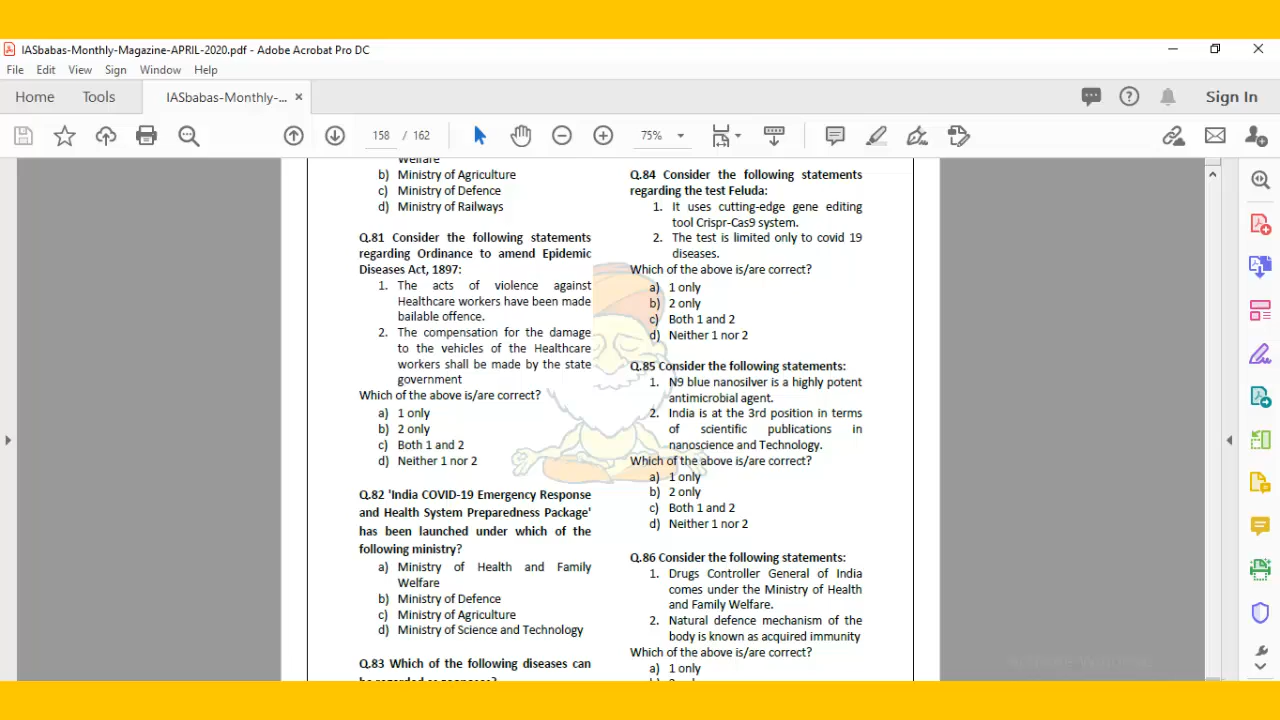 IASbabas-Monthly-Magazine-APRIL-2020.pdf - Adobe Acrobat Pro DC
File Edit View Sign Window Help
Home Tools IASbabas-Monthly-... × Sign In
158 / 162 75%
Welfare
b) Ministry of Agriculture
c) Ministry of Defence
d) Ministry of Railways
Q.81 Consider the following statements
regarding Ordinance to amend Epidemic
Diseases Act, 1897:
1. The acts of violence against
Healthcare workers have been made
bailable offence.
2. The compensation for the damage
to the vehicles of the Healthcare
workers shall be made by the state
government
Which of the above is/are correct?
a) 1 only
b) 2 only
c) Both 1 and 2
d) Neither 1 nor 2
Q.82 'India COVID-19 Emergency Response
and Health System Preparedness Package'
has been launched under which of the
following ministry?
a) Ministry of Health and Family
Welfare
b) Ministry of Defence
c) Ministry of Agriculture
d) Ministry of Science and Technology
Q.83 Which of the following diseases can
Q.84 Consider the following statements
regarding the test Feluda:
1. It uses cutting-edge gene editing
tool Crispr-Cas9 system.
2. The test is limited only to covid 19
diseases.
Which of the above is/are correct?
a) 1 only
b) 2 only
c) Both 1 and 2
d) Neither 1 nor 2
Q.85 Consider the following statements:
1. N9 blue nanosilver is a highly potent
antimicrobial agent.
2. India is at the 3rd position in terms
of scientific publications in
nanoscience and Technology.
Which of the above is/are correct?
a) 1 only
b) 2 only
c) Both 1 and 2
d) Neither 1 nor 2
Q.86 Consider the following statements:
1. Drugs Controller General of India
comes under the Ministry of Health
and Family Welfare.
2. Natural defence mechanism of the
body is known as acquired immunity
Which of the above is/are correct?
a) 1 only